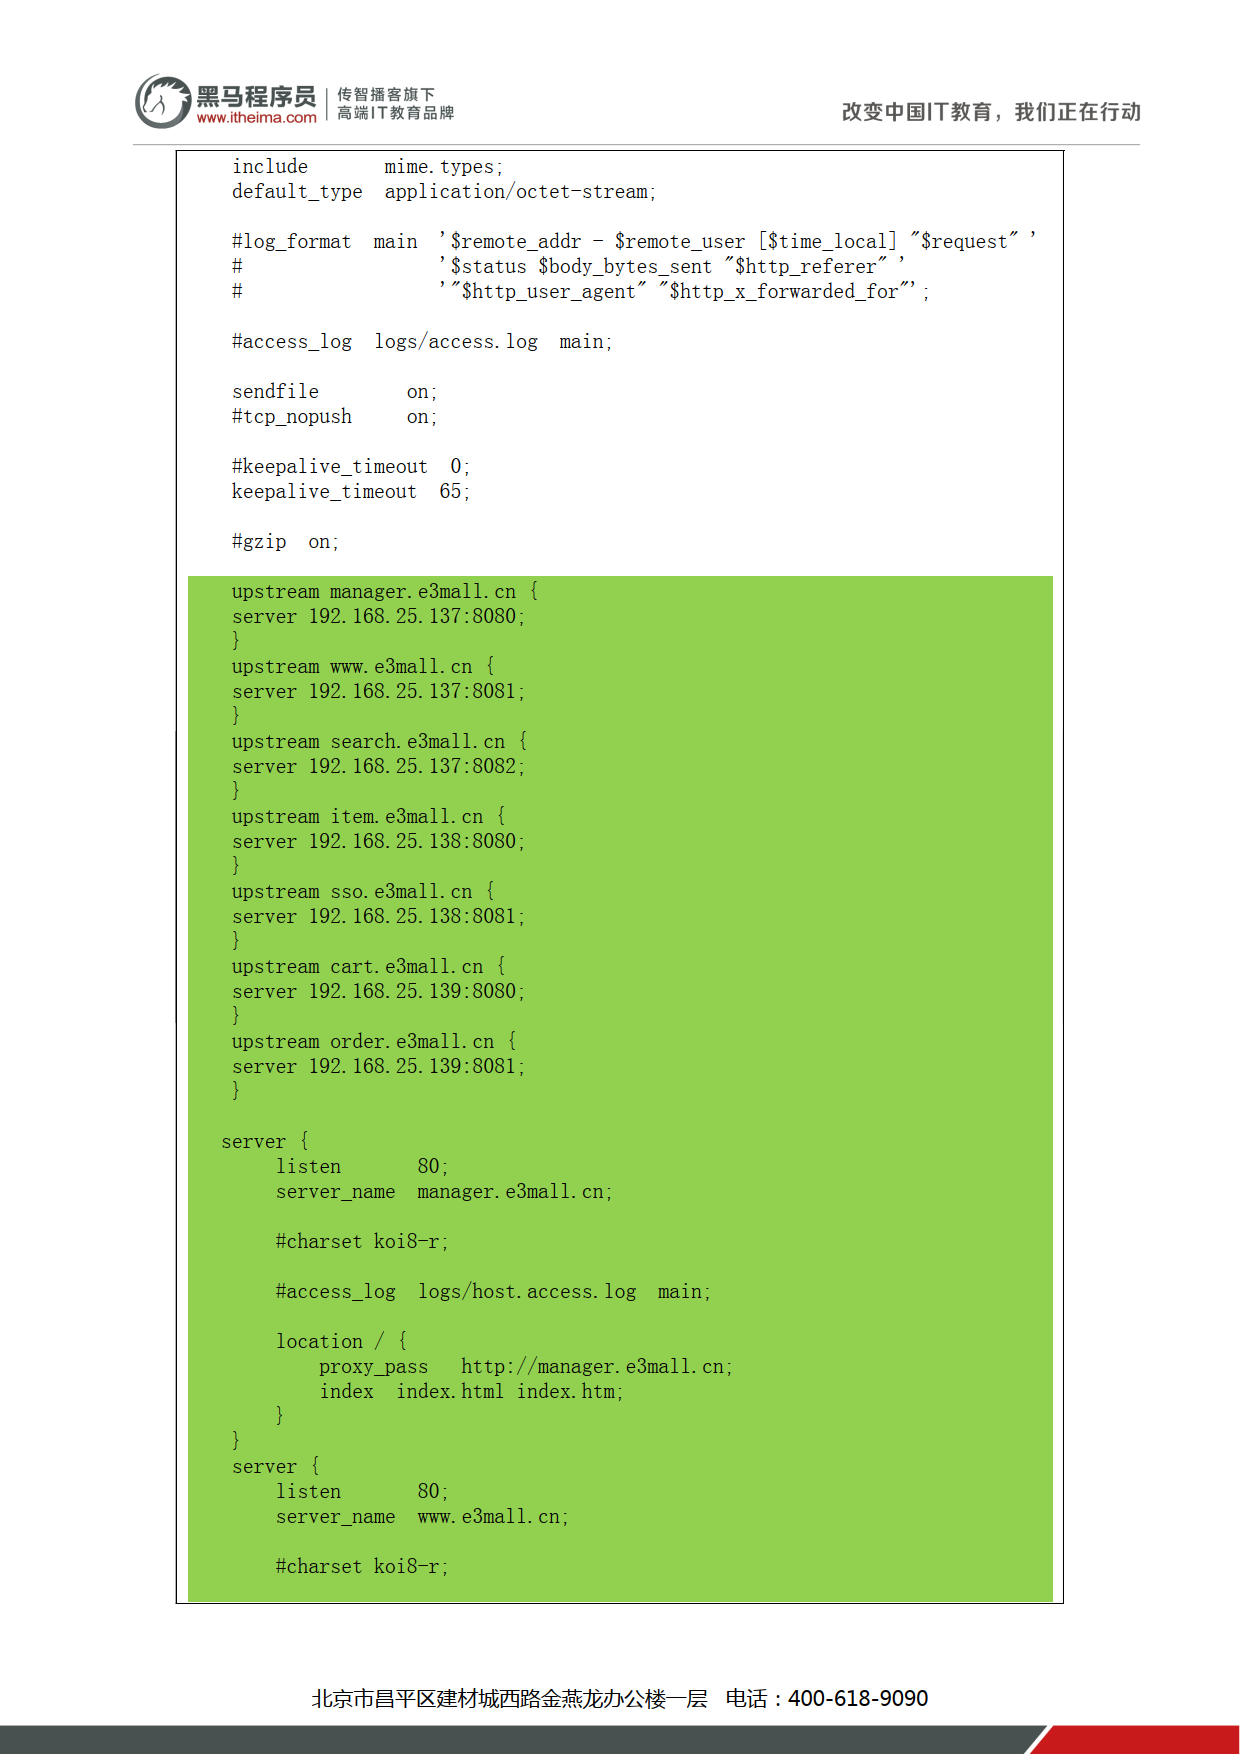 黑马程序员
www.itheima.com
传智播客旗下
高端IT教育品牌
改变中国IT教育，我们正在行动
    include       mime.types;
    default_type  application/octet-stream;

    #log_format  main  '$remote_addr - $remote_user [$time_local] "$request" '
    #                  '$status $body_bytes_sent "$http_referer" '
    #                  '"$http_user_agent" "$http_x_forwarded_for"';

    #access_log  logs/access.log  main;

    sendfile        on;
    #tcp_nopush     on;

    #keepalive_timeout  0;
    keepalive_timeout  65;

    #gzip  on;

    upstream manager.e3mall.cn {
    server 192.168.25.137:8080;
    }
    upstream www.e3mall.cn {
    server 192.168.25.137:8081;
    }
    upstream search.e3mall.cn {
    server 192.168.25.137:8082;
    }
    upstream item.e3mall.cn {
    server 192.168.25.138:8080;
    }
    upstream sso.e3mall.cn {
    server 192.168.25.138:8081;
    }
    upstream cart.e3mall.cn {
    server 192.168.25.139:8080;
    }
    upstream order.e3mall.cn {
    server 192.168.25.139:8081;
    }

   server {
        listen       80;
        server_name  manager.e3mall.cn;

        #charset koi8-r;

        #access_log  logs/host.access.log  main;

        location / {
            proxy_pass   http://manager.e3mall.cn;
            index  index.html index.htm;
        }
    }
    server {
        listen       80;
        server_name  www.e3mall.cn;

        #charset koi8-r;

北京市昌平区建材城西路金燕龙办公楼一层 电话：400-618-9090